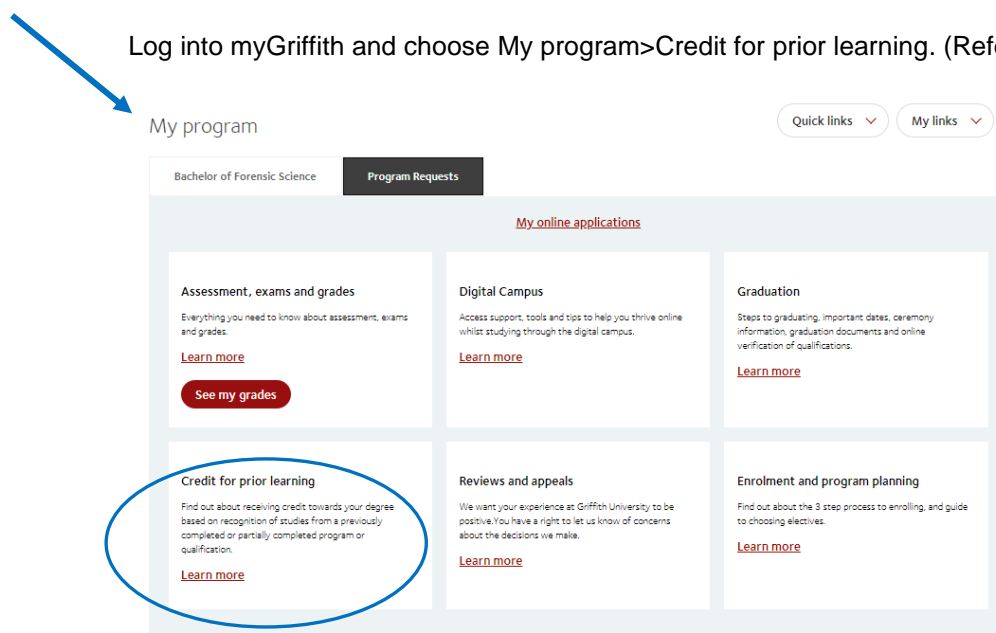 Log into myGriffith and choose My program>Credit for prior learning. (Refe
My program
Quick links
My links
Bachelor of Forensic Science
Program Requests
My online applications
Assessment, exams and grades
Everything you need to know about assessment, exams
and grades.
Learn more
See my grades
Digital Campus
Access support, tools and tips to help you thrive online
whilst studying through the digital campus.
Learn more
Graduation
Steps to graduating, important dates, ceremony
information, graduation documents and online
verification of qualifications.
Learn more
Credit for prior learning
Find out about receiving credit towards your degree
based on recognition of studies from a previously
completed or partially completed program or
qualification.
Learn more
Reviews and appeals
We want your experience at Griffith University to be
positive.You have a right to let us know of concerns
about the decisions we make.
Learn more
Enrolment and program planning
Find out about the 3 step process to enrolling, and guide
to choosing electives.
Learn more